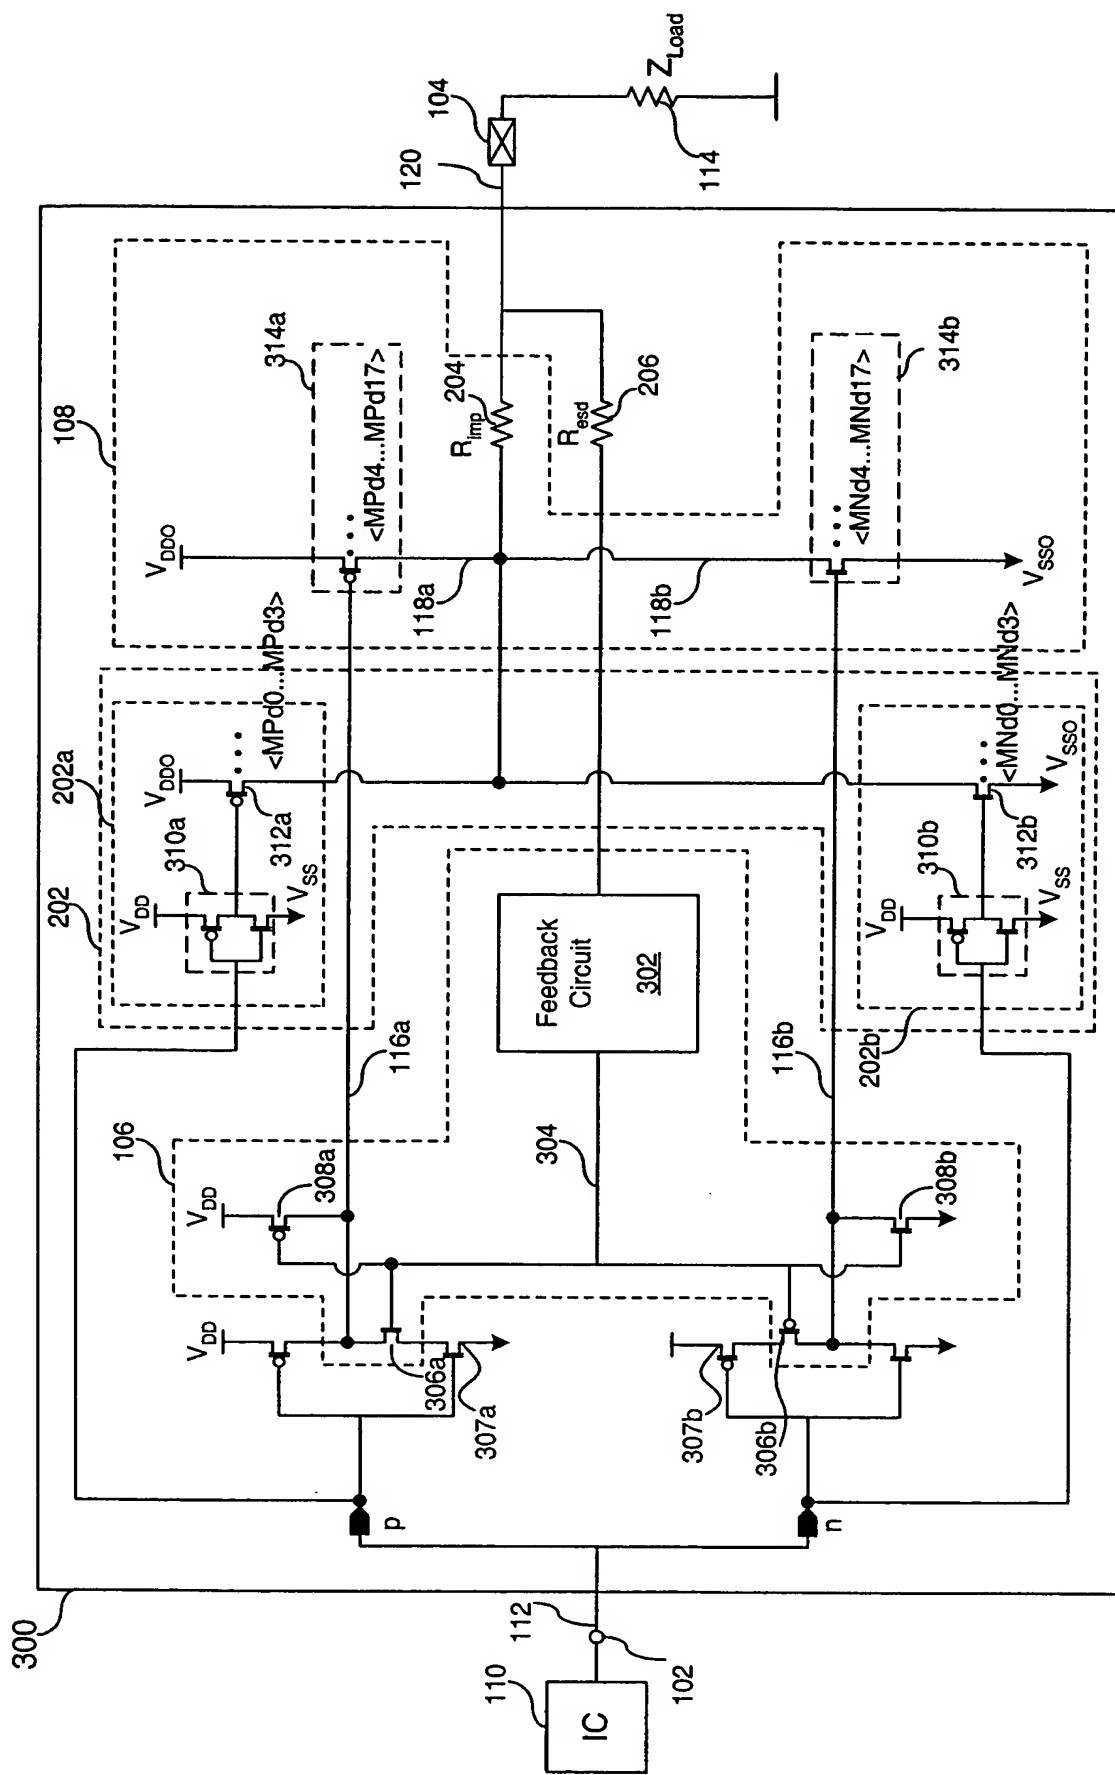 300
110
IC
112
102
p
n
106
V_DD
308a
306a
307a
V_DD
307b
306b
308b
304
116a
116b
Feedback
Circuit
302
202
202a
310a
V_DD
V_SS
312a
V_DDO
<MPd0...MPd3>
202b
310b
V_DD
V_SS
312b
V_SSO
<MNd0...MNd3>
108
V_DDO
314a
<MPd4...MPd17>
118a
118b
R_imp
204
R_esd
206
314b
<MNd4...MNd17>
V_SSO
120
104
114
Z_Load